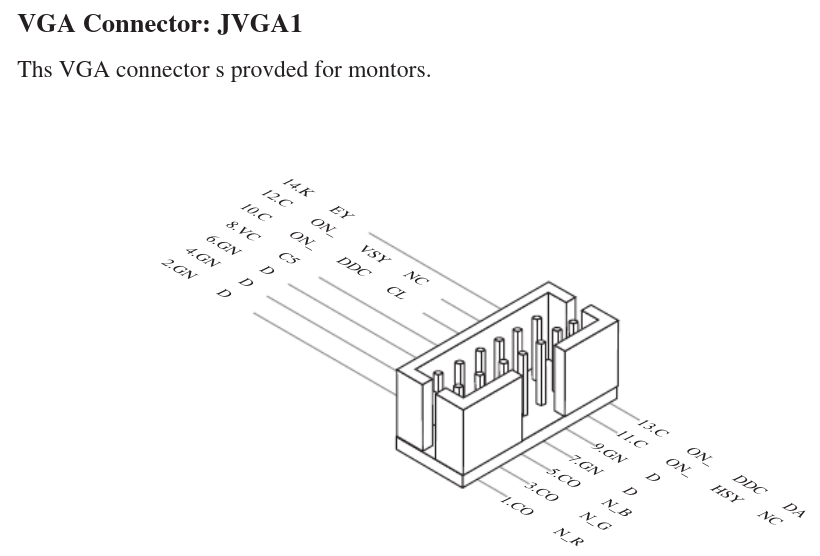 VGA Connector: JVGA1
Ths VGA connector s provded for montors.
14.K EY
12.C ON_ VSY NC
10.C ON_ DDC CL
8.VC C5
6.GN D
4.GN D
2.GN D
13.C ON_ DDC DA
11.C ON_ HSY NC
9.GN D
7.GN D
5.CO N_B
3.CO N_G
1.CO N_R